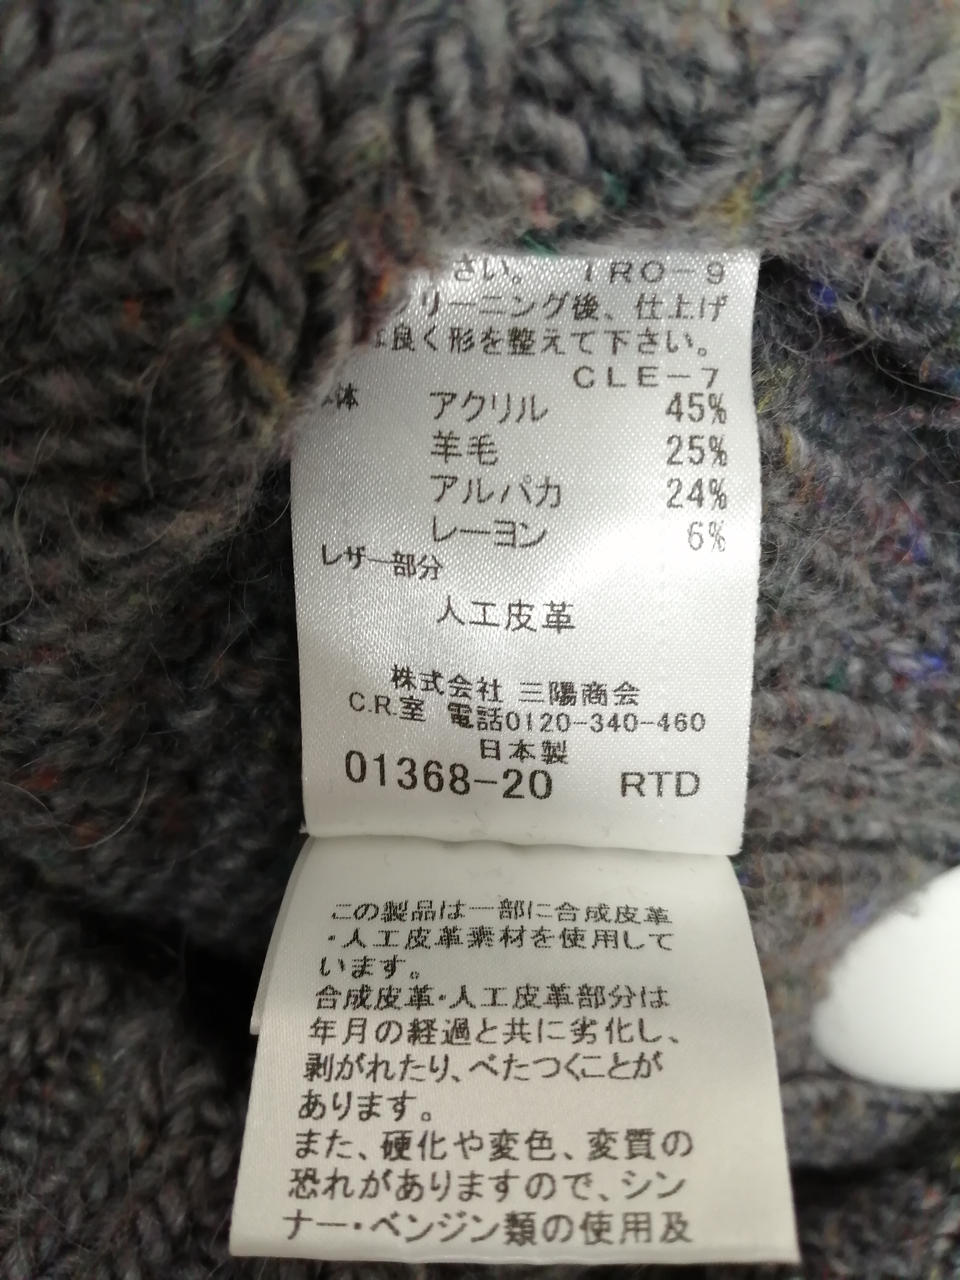 さい。 IRO-9
リーニング後、仕上げ
良く形を整えて下さい。
CLE-7
体 アクリル 45%
羊毛 25%
アルパカ 24%
レーヨン 6%
レザー部分
人工皮革
株式会社 三陽商会
C.R.室 電話0120-340-460
日本製
01368-20 RTD
この製品は一部に合成皮革
・人工皮革素材を使用して
います。
合成皮革・人工皮革部分は
年月の経過と共に劣化し、
剥がれたり、べたつくことが
あります。
また、硬化や変色、変質の
恐れがありますので、シン
ナー・ベンジン類の使用及